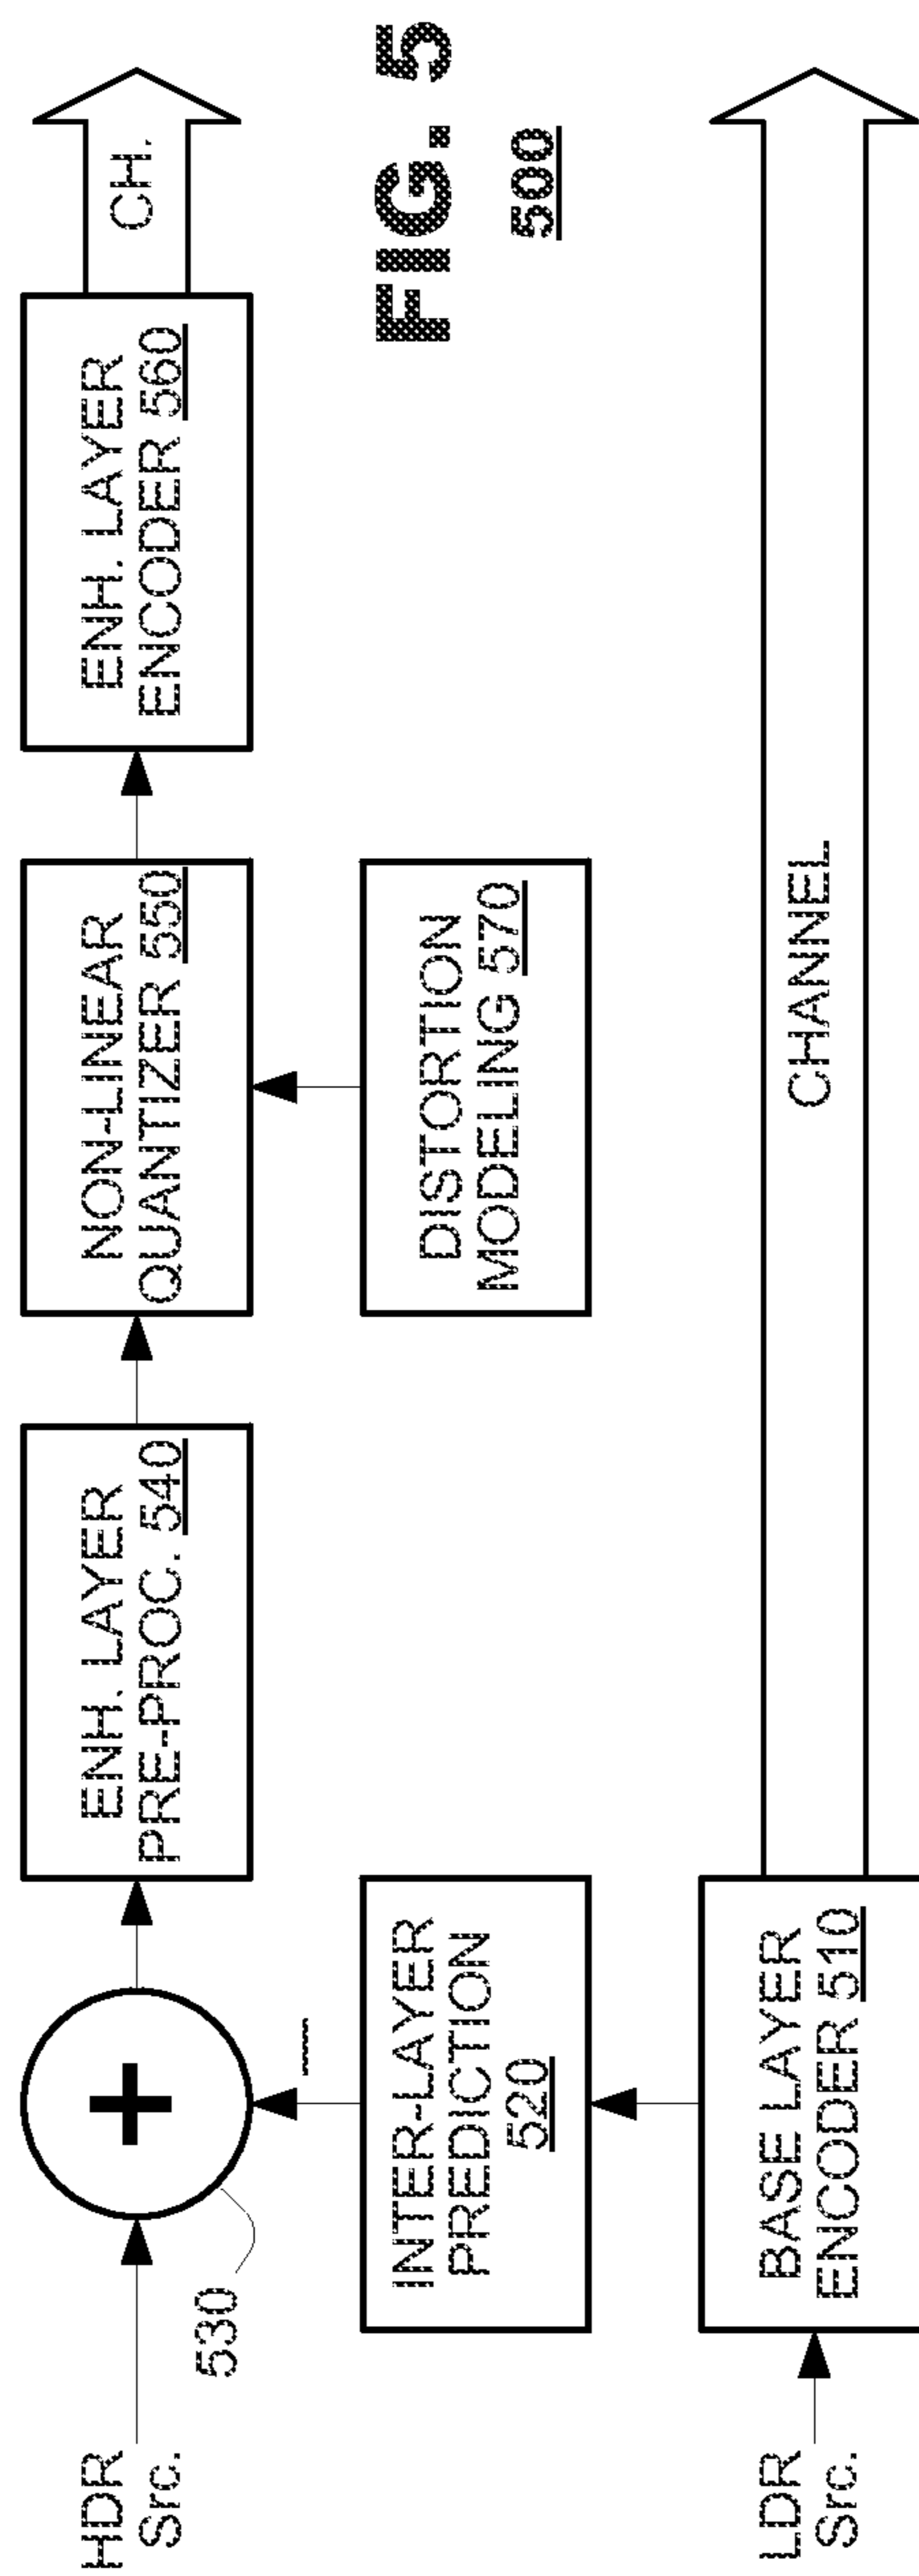 HDR
Src.
530
ENH. LAYER
PRE-PROC. 540
NON-LINEAR
QUANTIZER 550
ENH. LAYER
ENCODER 560
CH.
INTER-LAYER
PREDICTION
520
–
DISTORTION
MODELING 570
FIG. 5
500
LDR
Src.
BASE LAYER
ENCODER 510
CHANNEL